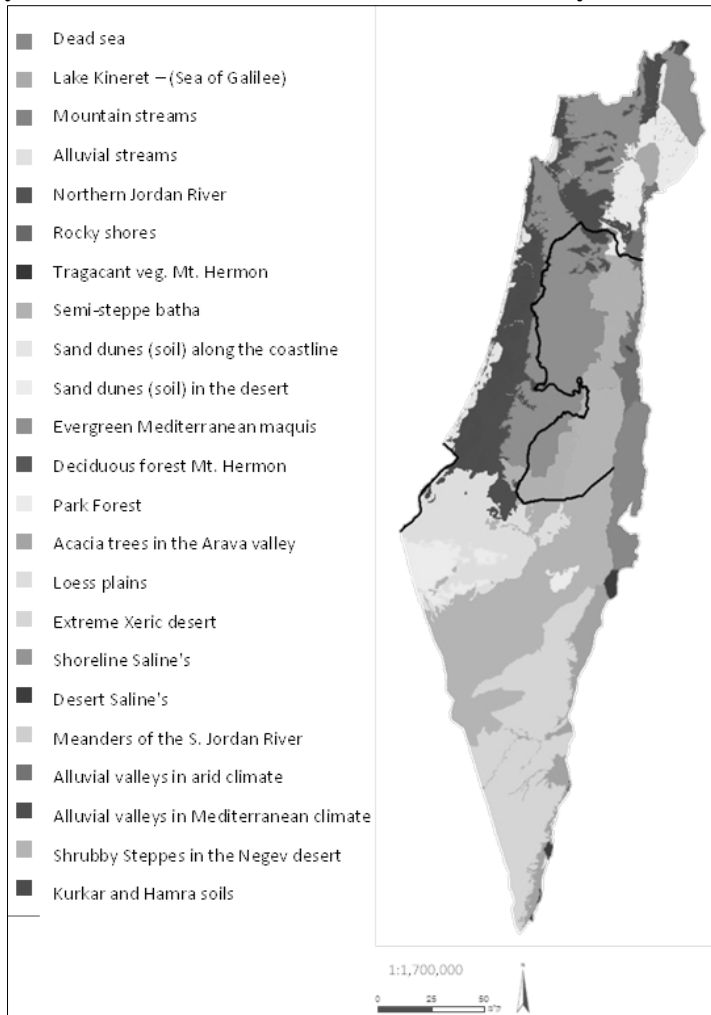 Dead sea
Lake Kineret – (Sea of Galilee)
Mountain streams
Alluvial streams
Northern Jordan River
Rocky shores
Tragacant veg. Mt. Hermon
Semi-steppe batha
Sand dunes (soil) along the coastline
Sand dunes (soil) in the desert
Evergreen Mediterranean maquis
Deciduous forest Mt. Hermon
Park Forest
Acacia trees in the Arava valley
Loess plains
Extreme Xeric desert
Shoreline Saline's
Desert Saline's
Meanders of the S. Jordan River
Alluvial valleys in arid climate
Alluvial valleys in Mediterranean climate
Shrubby Steppes in the Negev desert
Kurkar and Hamra soils
1:1,700,000
0 25 50